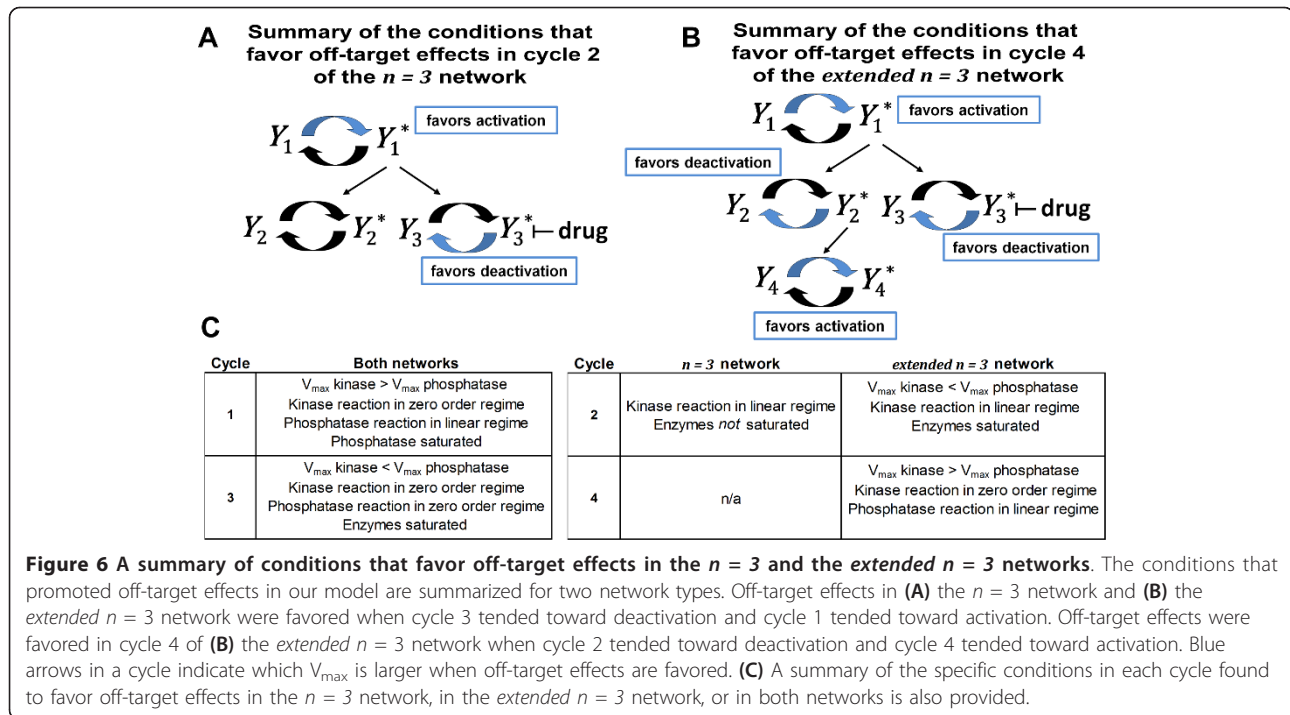 A Summary of the conditions that
favor off-target effects in cycle 2
of the n = 3 network
Y1 Y1* favors activation
Y2 Y2* Y3 Y3* drug
favors deactivation
B Summary of the conditions that
favor off-target effects in cycle 4
of the extended n = 3 network
Y1 Y1* favors activation
favors deactivation
Y2 Y2* Y3 Y3* drug
favors deactivation
Y4 Y4*
favors activation
C
Cycle Both networks
1
Vmax kinase > Vmax phosphatase
Kinase reaction in zero order regime
Phosphatase reaction in linear regime
Phosphatase saturated
3
Vmax kinase < Vmax phosphatase
Kinase reaction in zero order regime
Phosphatase reaction in zero order regime
Enzymes saturated
Cycle n = 3 network extended n = 3 network
2
Kinase reaction in linear regime
Enzymes not saturated
Vmax kinase < Vmax phosphatase
Kinase reaction in linear regime
Enzymes saturated
4
n/a
Vmax kinase > Vmax phosphatase
Kinase reaction in zero order regime
Phosphatase reaction in linear regime
Figure 6 A summary of conditions that favor off-target effects in the n = 3 and the extended n = 3 networks. The conditions that
promoted off-target effects in our model are summarized for two network types. Off-target effects in (A) the n = 3 network and (B) the
extended n = 3 network were favored when cycle 3 tended toward deactivation and cycle 1 tended toward activation. Off-target effects were
favored in cycle 4 of (B) the extended n = 3 network when cycle 2 tended toward deactivation and cycle 4 tended toward activation. Blue
arrows in a cycle indicate which Vmax is larger when off-target effects are favored. (C) A summary of the specific conditions in each cycle found
to favor off-target effects in the n = 3 network, in the extended n = 3 network, or in both networks is also provided.